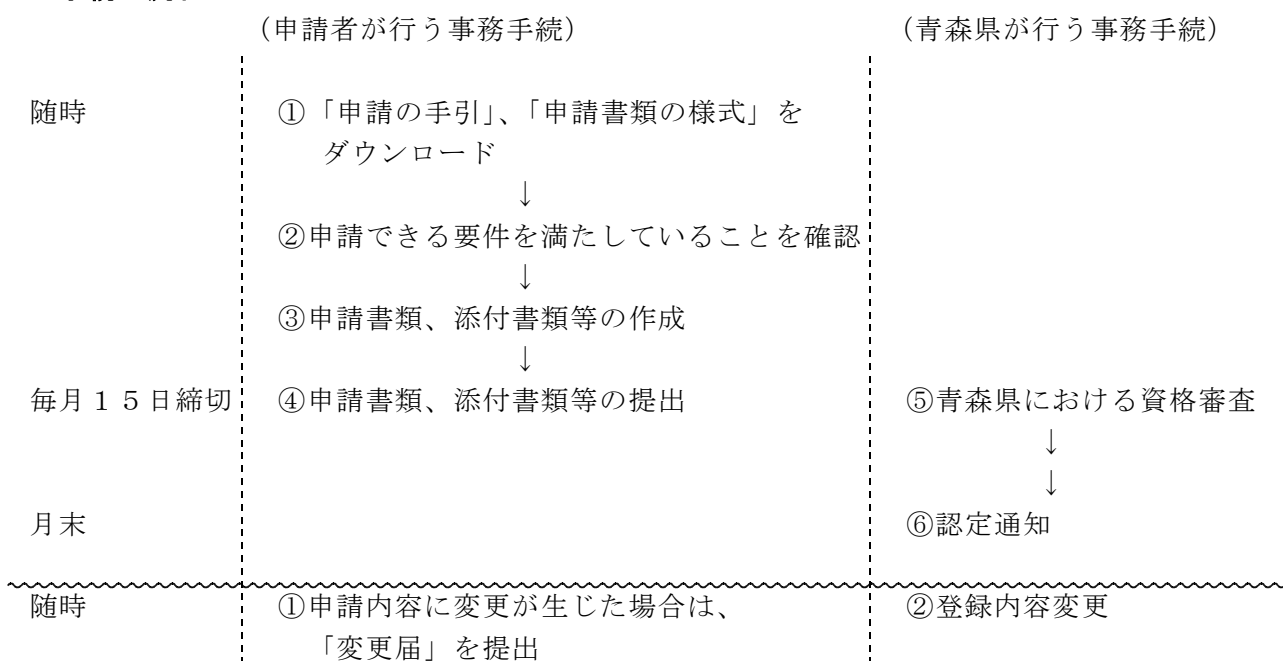 （申請者が行う事務手続） （青森県が行う事務手続）
随時 ①「申請の手引」、「申請書類の様式」を
ダウンロード
↓
②申請できる要件を満たしていることを確認
↓
③申請書類、添付書類等の作成
↓
毎月１５日締切 ④申請書類、添付書類等の提出 ⑤青森県における資格審査
↓
↓
月末 ⑥認定通知
随時 ①申請内容に変更が生じた場合は、 ②登録内容変更
「変更届」を提出